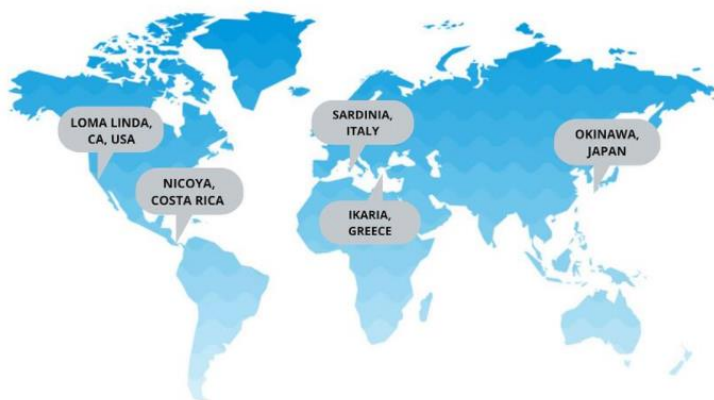 LOMA LINDA,
CA, USA
NICOYA,
COSTA RICA
SARDINIA,
ITALY
IKARIA,
GREECE
OKINAWA,
JAPAN